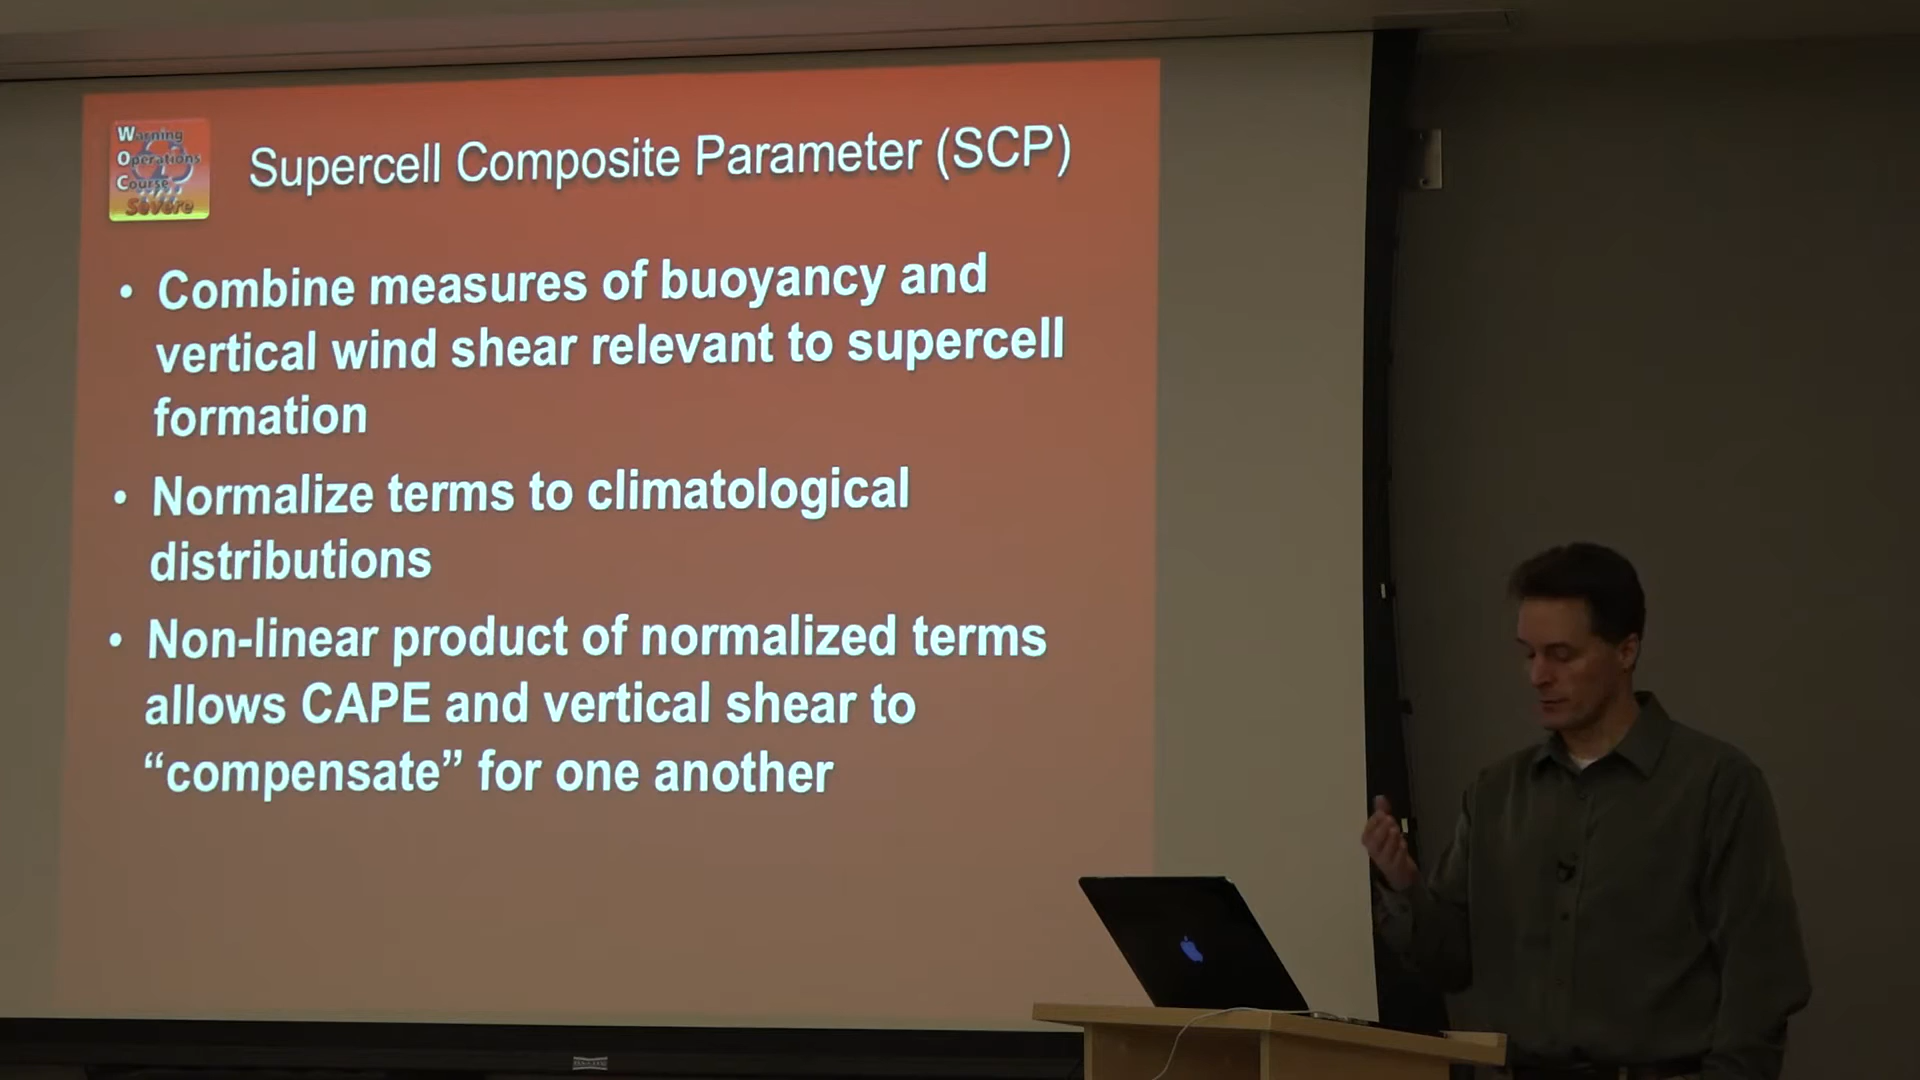 Warning
Operations
Course
Severe
Supercell Composite Parameter (SCP)
• Combine measures of buoyancy and
vertical wind shear relevant to supercell
formation
• Normalize terms to climatological
distributions
• Non-linear product of normalized terms
allows CAPE and vertical shear to
“compensate” for one another